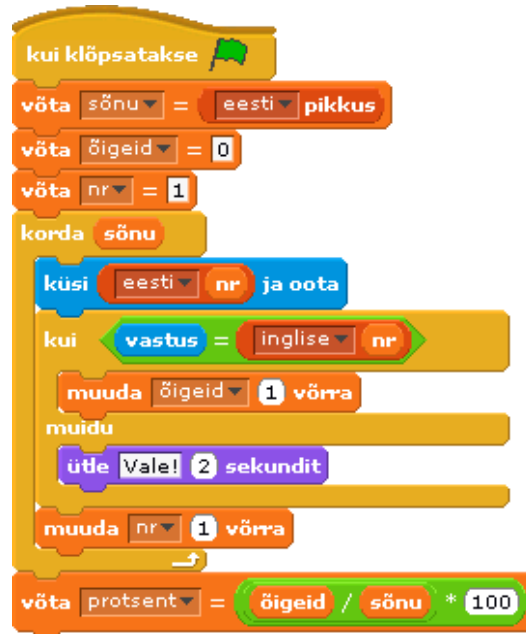 kui klõpsatakse
võta sõnu = eesti pikkus
võta õigeid = 0
võta nr = 1
korda sõnu
küsi eesti nr ja oota
kui vastus = inglise nr
muuda õigeid 1 võrra
muidu
ütle Vale! 2 sekundit
muuda nr 1 võrra
võta protsent = õigeid / sõnu * 100